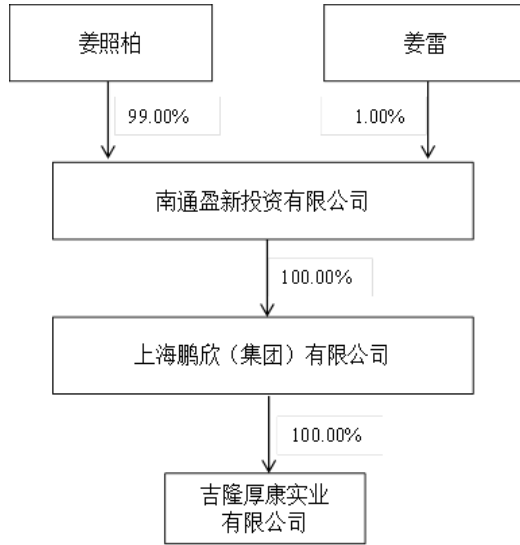 姜照柏
姜雷
99.00%
1.00%
南通盈新投资有限公司
100.00%
上海鹏欣（集团）有限公司
100.00%
吉隆厚康实业
有限公司